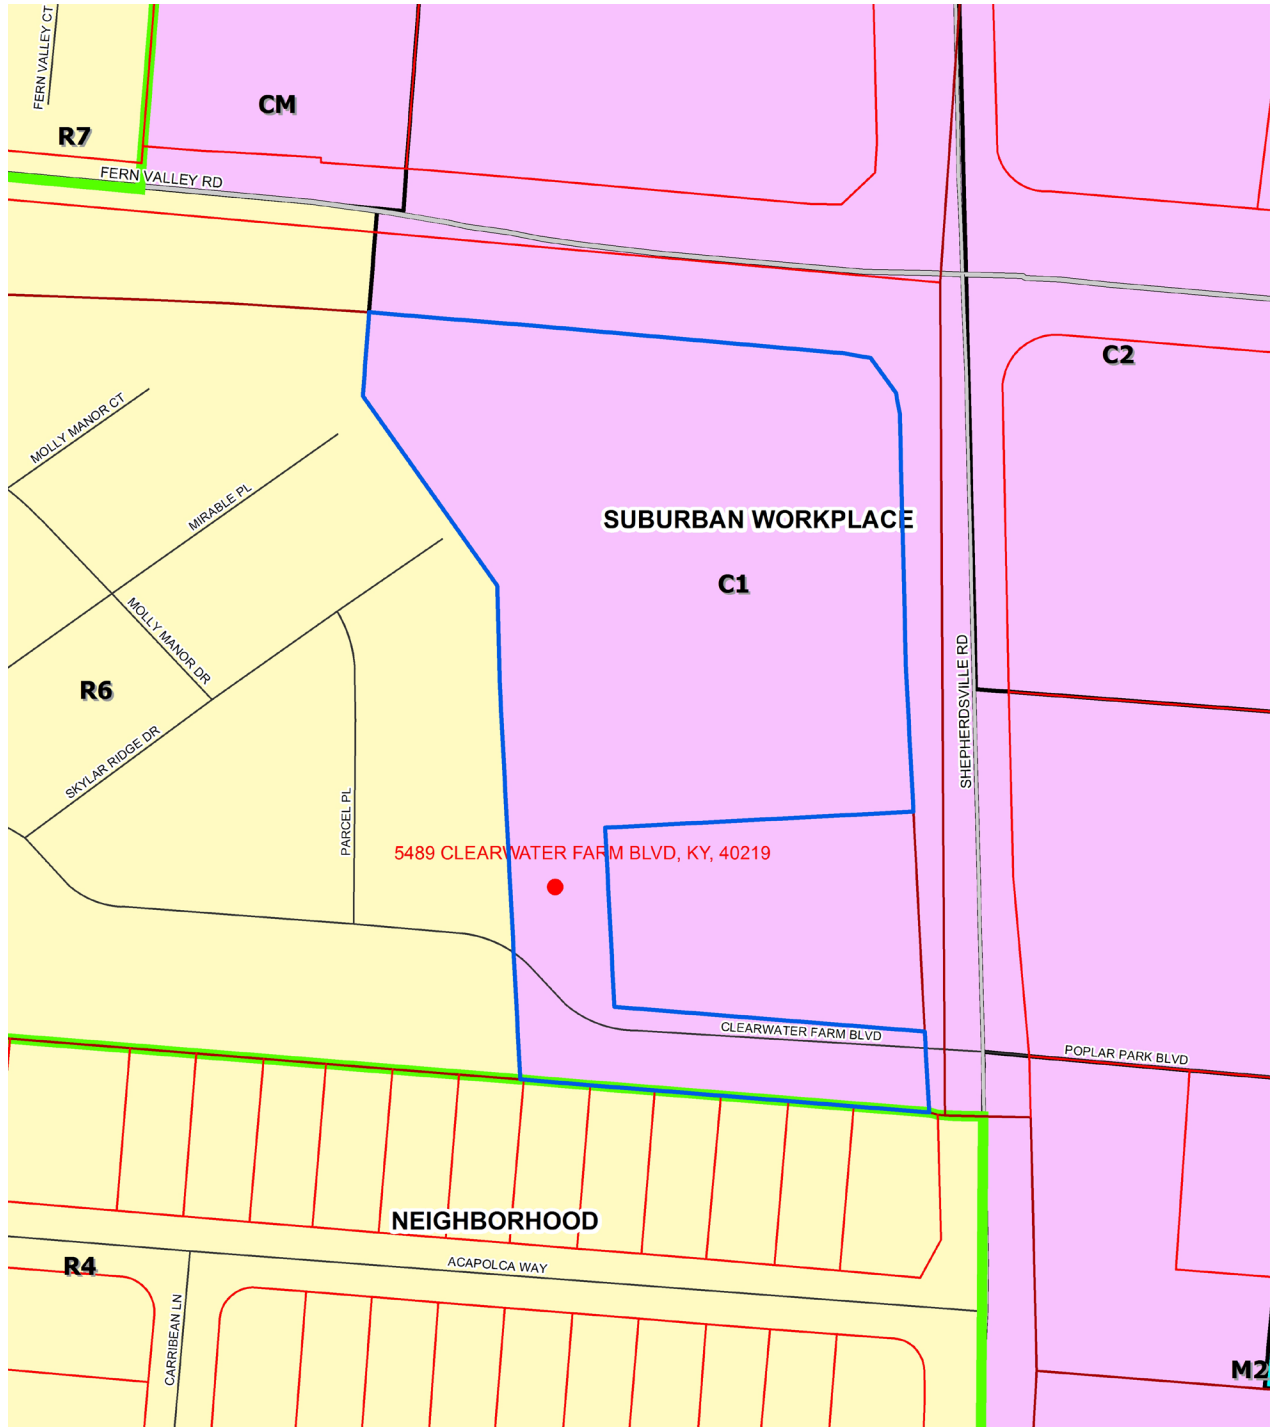 FERN VALLEY CT
CM
R7
FERN VALLEY RD
C2
MOLLY MANOR CT
MIRABLE PL
SUBURBAN WORKPLACE
C1
MOLLY MANOR DR
R6
SHEPHERDSVILLE RD
SKYLAR RIDGE DR
PARCEL PL
5489 CLEARWATER FARM BLVD, KY, 40219
CLEARWATER FARM BLVD
POPLAR PARK BLVD
NEIGHBORHOOD
R4
ACAPOLCA WAY
CARRIBEAN LN
M2